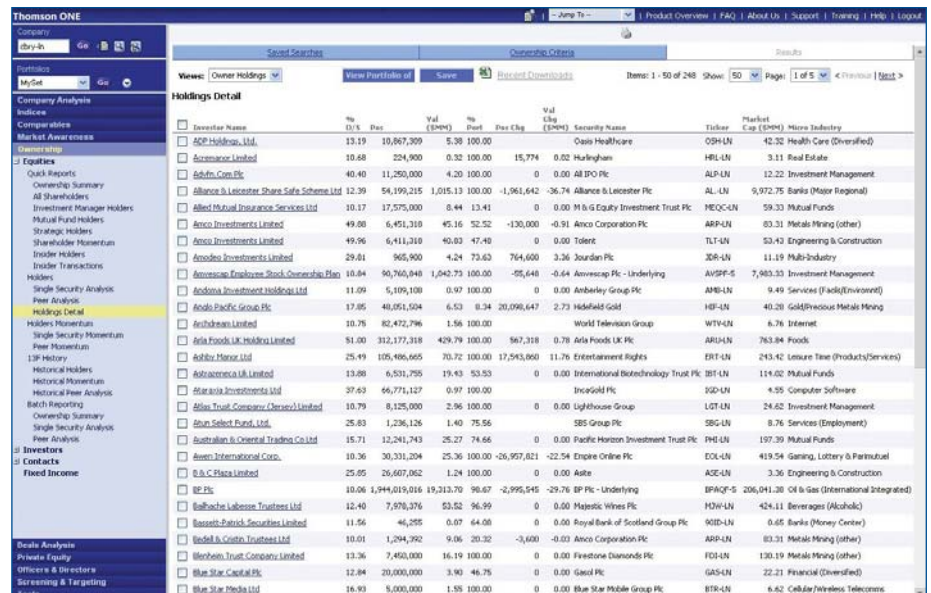 Thomson ONE
- Jump To -
| Product Overview | FAQ | About Us | Support | Training | Help | Logout
Company
cbry-ln Go
Portfolios
MySet Go
Company Analysis
Indices
Comparables
Market Awareness
Ownership
Equities
Quick Reports
Ownership Summary
All Shareholders
Investment Manager Holders
Mutual Fund Holders
Strategic Holders
Shareholder Momentum
Insider Holders
Insider Transactions
Holders
Single Security Analysis
Peer Analysis
Holdings Detail
Holders Momentum
Single Security Momentum
Peer Momentum
13F History
Historical Holders
Historical Momentum
Historical Peer Analysis
Batch Reporting
Ownership Summary
Single Security Analysis
Peer Analysis
Investors
Contacts
Fixed Income
Deals Analysis
Private Equity
Officers & Directors
Screening & Targeting
Saved Searches Ownership Criteria Results
Views: Owner Holdings View Portfolio of Save Recent Downloads Items: 1 - 50 of 248 Show: 50 Page: 1 of 5 < Previous | Next >
Holdings Detail
Investor Name % O/S Pos Val ($MM) % Port Pos Chg Val Chg ($MM) Security Name Ticker Market Cap ($MM) Micro Industry
ADP Holdings, Ltd. 13.19 10,867,309 5.38 100.00 Oasis Healthcare OSH-LN 42.32 Health Care (Diversified)
Acremanor Limited 10.68 224,900 0.32 100.00 15,774 0.02 Hurlingham HRL-LN 3.11 Real Estate
Advfn.Com Plc 40.40 11,250,000 4.20 100.00 0 0.00 All IPO Plc ALP-LN 12.22 Investment Management
Alliance & Leicester Share Safe Scheme Ltd 12.39 54,199,215 1,015.13 100.00 -1,961,642 -36.74 Alliance & Leicester Plc AL.-LN 9,972.75 Banks (Major Regional)
Allied Mutual Insurance Services Ltd 10.17 17,575,000 8.44 13.41 0 0.00 M & G Equity Investment Trust Plc MEQC-LN 59.33 Mutual Funds
Amco Investments Limited 49.88 6,451,310 45.16 52.52 -130,000 -0.91 Amco Corporation Plc ARP-LN 83.31 Metals Mining (other)
Amco Investments Limited 49.96 6,411,310 40.03 47.48 0 0.00 Tolent TLT-LN 53.43 Engineering & Construction
Amodeo Investments Limited 29.81 965,900 4.24 73.63 764,600 3.36 Jourdan Plc JDR-LN 11.19 Multi-Industry
Amvescap Employee Stock Ownership Plan 10.84 90,760,848 1,042.73 100.00 -55,648 -0.64 Amvescap Plc - Underlying AVSPF-S 7,983.33 Investment Management
Andoma Investment Holdings Ltd 11.09 5,109,108 0.97 100.00 0 0.00 Amberley Group Plc AMB-LN 9.49 Services (Facils/Enviromntl)
Anglo Pacific Group Plc 17.85 48,051,504 6.53 8.34 20,098,647 2.73 Hidefield Gold HIF-LN 40.28 Gold/Precious Metals Mining
Archdream Limited 10.75 82,472,796 1.56 100.00 World Television Group WTV-LN 6.76 Internet
Arla Foods UK Holding Limited 51.00 312,177,318 429.79 100.00 567,318 0.78 Arla Foods UK Plc ARU-LN 763.84 Foods
Ashby Manor Ltd 25.49 105,486,665 70.72 100.00 17,543,860 11.76 Entertainment Rights ERT-LN 243.42 Leisure Time (Products/Services)
Astrazeneca Uk Limited 13.88 6,531,755 19.43 53.53 0 0.00 International Biotechnology Trust Plc IBT-LN 114.02 Mutual Funds
Ataraxia Investments Ltd 37.63 66,771,127 0.97 100.00 IncaGold Plc IGD-LN 4.55 Computer Software
Atlas Trust Company (Jersey) Limited 10.79 8,125,000 2.96 100.00 0 0.00 Lighthouse Group LGT-LN 24.62 Investment Management
Atun Select Fund, Ltd. 25.83 1,236,126 1.40 75.56 SBS Group Plc SBG-LN 8.76 Services (Employment)
Australian & Oriental Trading Co Ltd 15.71 12,241,743 25.27 74.66 0 0.00 Pacific Horizon Investment Trust Plc PHI-LN 197.39 Mutual Funds
Awen International Corp. 10.36 30,331,204 25.36 100.00 -26,957,821 -22.54 Empire Online Plc EOL-LN 419.54 Gaming, Lottery & Parimutuel
B & C Plaza Limited 25.85 26,607,062 1.24 100.00 0 0.00 Asite ASE-LN 3.36 Engineering & Construction
BP Plc 10.06 1,944,019,016 19,313.70 98.67 -2,995,545 -29.76 BP Plc - Underlying BPAQF-S 206,041.38 Oil & Gas (International Integrated)
Bailhache Labesse Trustees Ltd 12.40 7,978,376 53.52 96.99 0 0.00 Majestic Wines Plc MJW-LN 424.11 Beverages (Alcoholic)
Bassett-Patrick Securities Limited 11.56 46,255 0.07 64.08 0 0.00 Royal Bank of Scotland Group Plc 90ID-LN 0.65 Banks (Money Center)
Bedell & Cristin Trustees Ltd 10.01 1,294,392 9.06 20.32 -3,600 -0.03 Amco Corporation Plc ARP-LN 83.31 Metals Mining (other)
Blenheim Trust Company Limited 13.36 7,450,000 16.19 100.00 0 0.00 Firestone Diamonds Plc FDI-LN 130.19 Metals Mining (other)
Blue Star Capital Plc 12.84 20,000,000 3.90 46.75 0 0.00 Gasol Plc GAS-LN 22.21 Financial (Diversified)
Blue Star Media Ltd 16.93 5,000,000 1.55 100.00 0 0.00 Blue Star Mobile Group Plc BTR-LN 6.62 Cellular/Wireless Telecomms